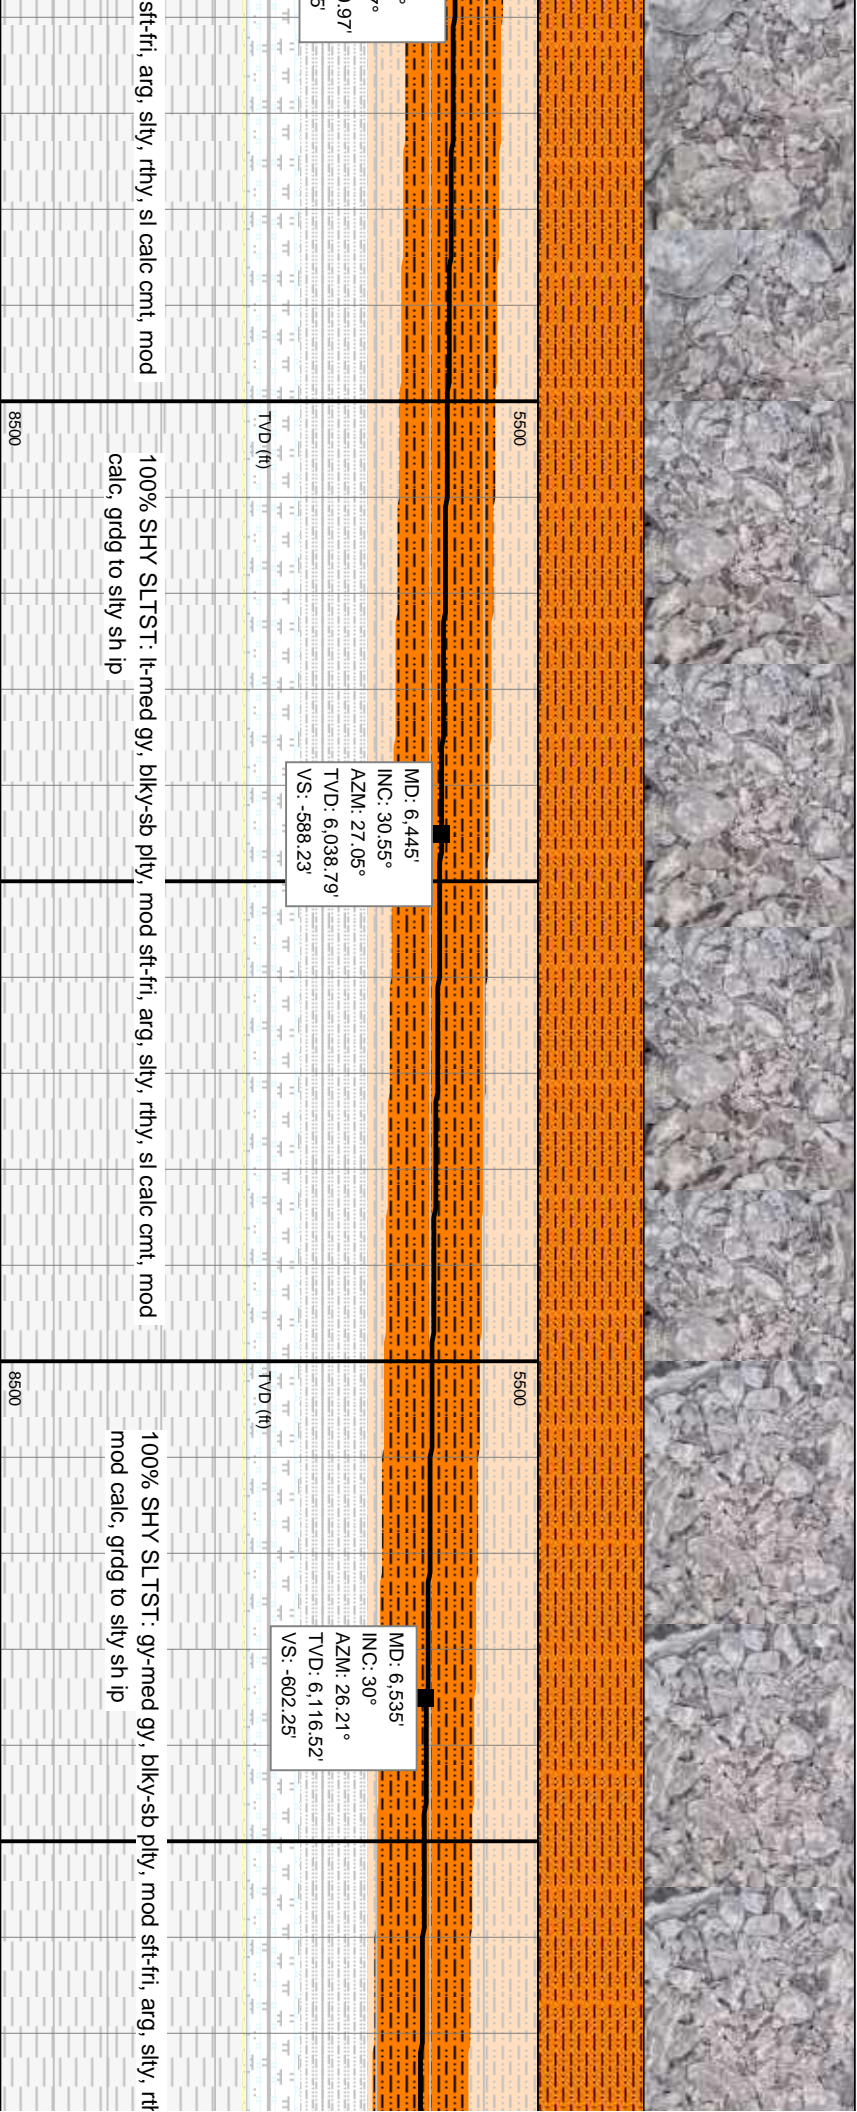 °
7°
0.97'
5'
sft-fri, arg, slty, rthy, sl calc cmt, mod
5500
TVD (ft)
8500
100% SHY SLTST: lt-med gy, blky-sb plty, mod sft-fri, arg, slty, rthy, sl calc cmt, mod
calc, grdg to slty sh ip
MD: 6,445'
INC: 30.55°
AZM: 27.05°
TVD: 6,038.79'
VS: -588.23'
5500
TVD (ft)
8500
100% SHY SLTST: gy-med gy, blky-sb plty, mod sft-fri, arg, slty, rth
mod calc, grdg to slty sh ip
MD: 6,535'
INC: 30°
AZM: 26.21°
TVD: 6,116.52'
VS: -602.25'